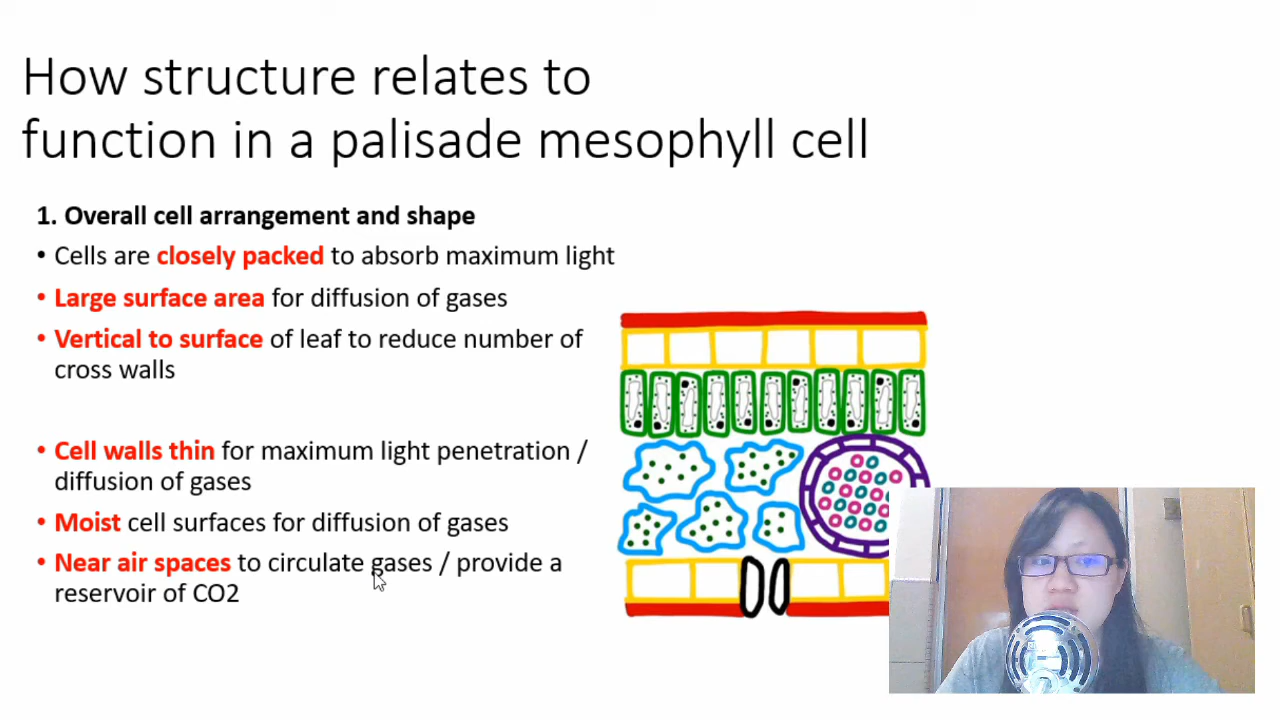 How structure relates to
function in a palisade mesophyll cell
1. Overall cell arrangement and shape
• Cells are closely packed to absorb maximum light
• Large surface area for diffusion of gases
• Vertical to surface of leaf to reduce number of
cross walls
• Cell walls thin for maximum light penetration /
diffusion of gases
• Moist cell surfaces for diffusion of gases
• Near air spaces to circulate gases / provide a
reservoir of CO2